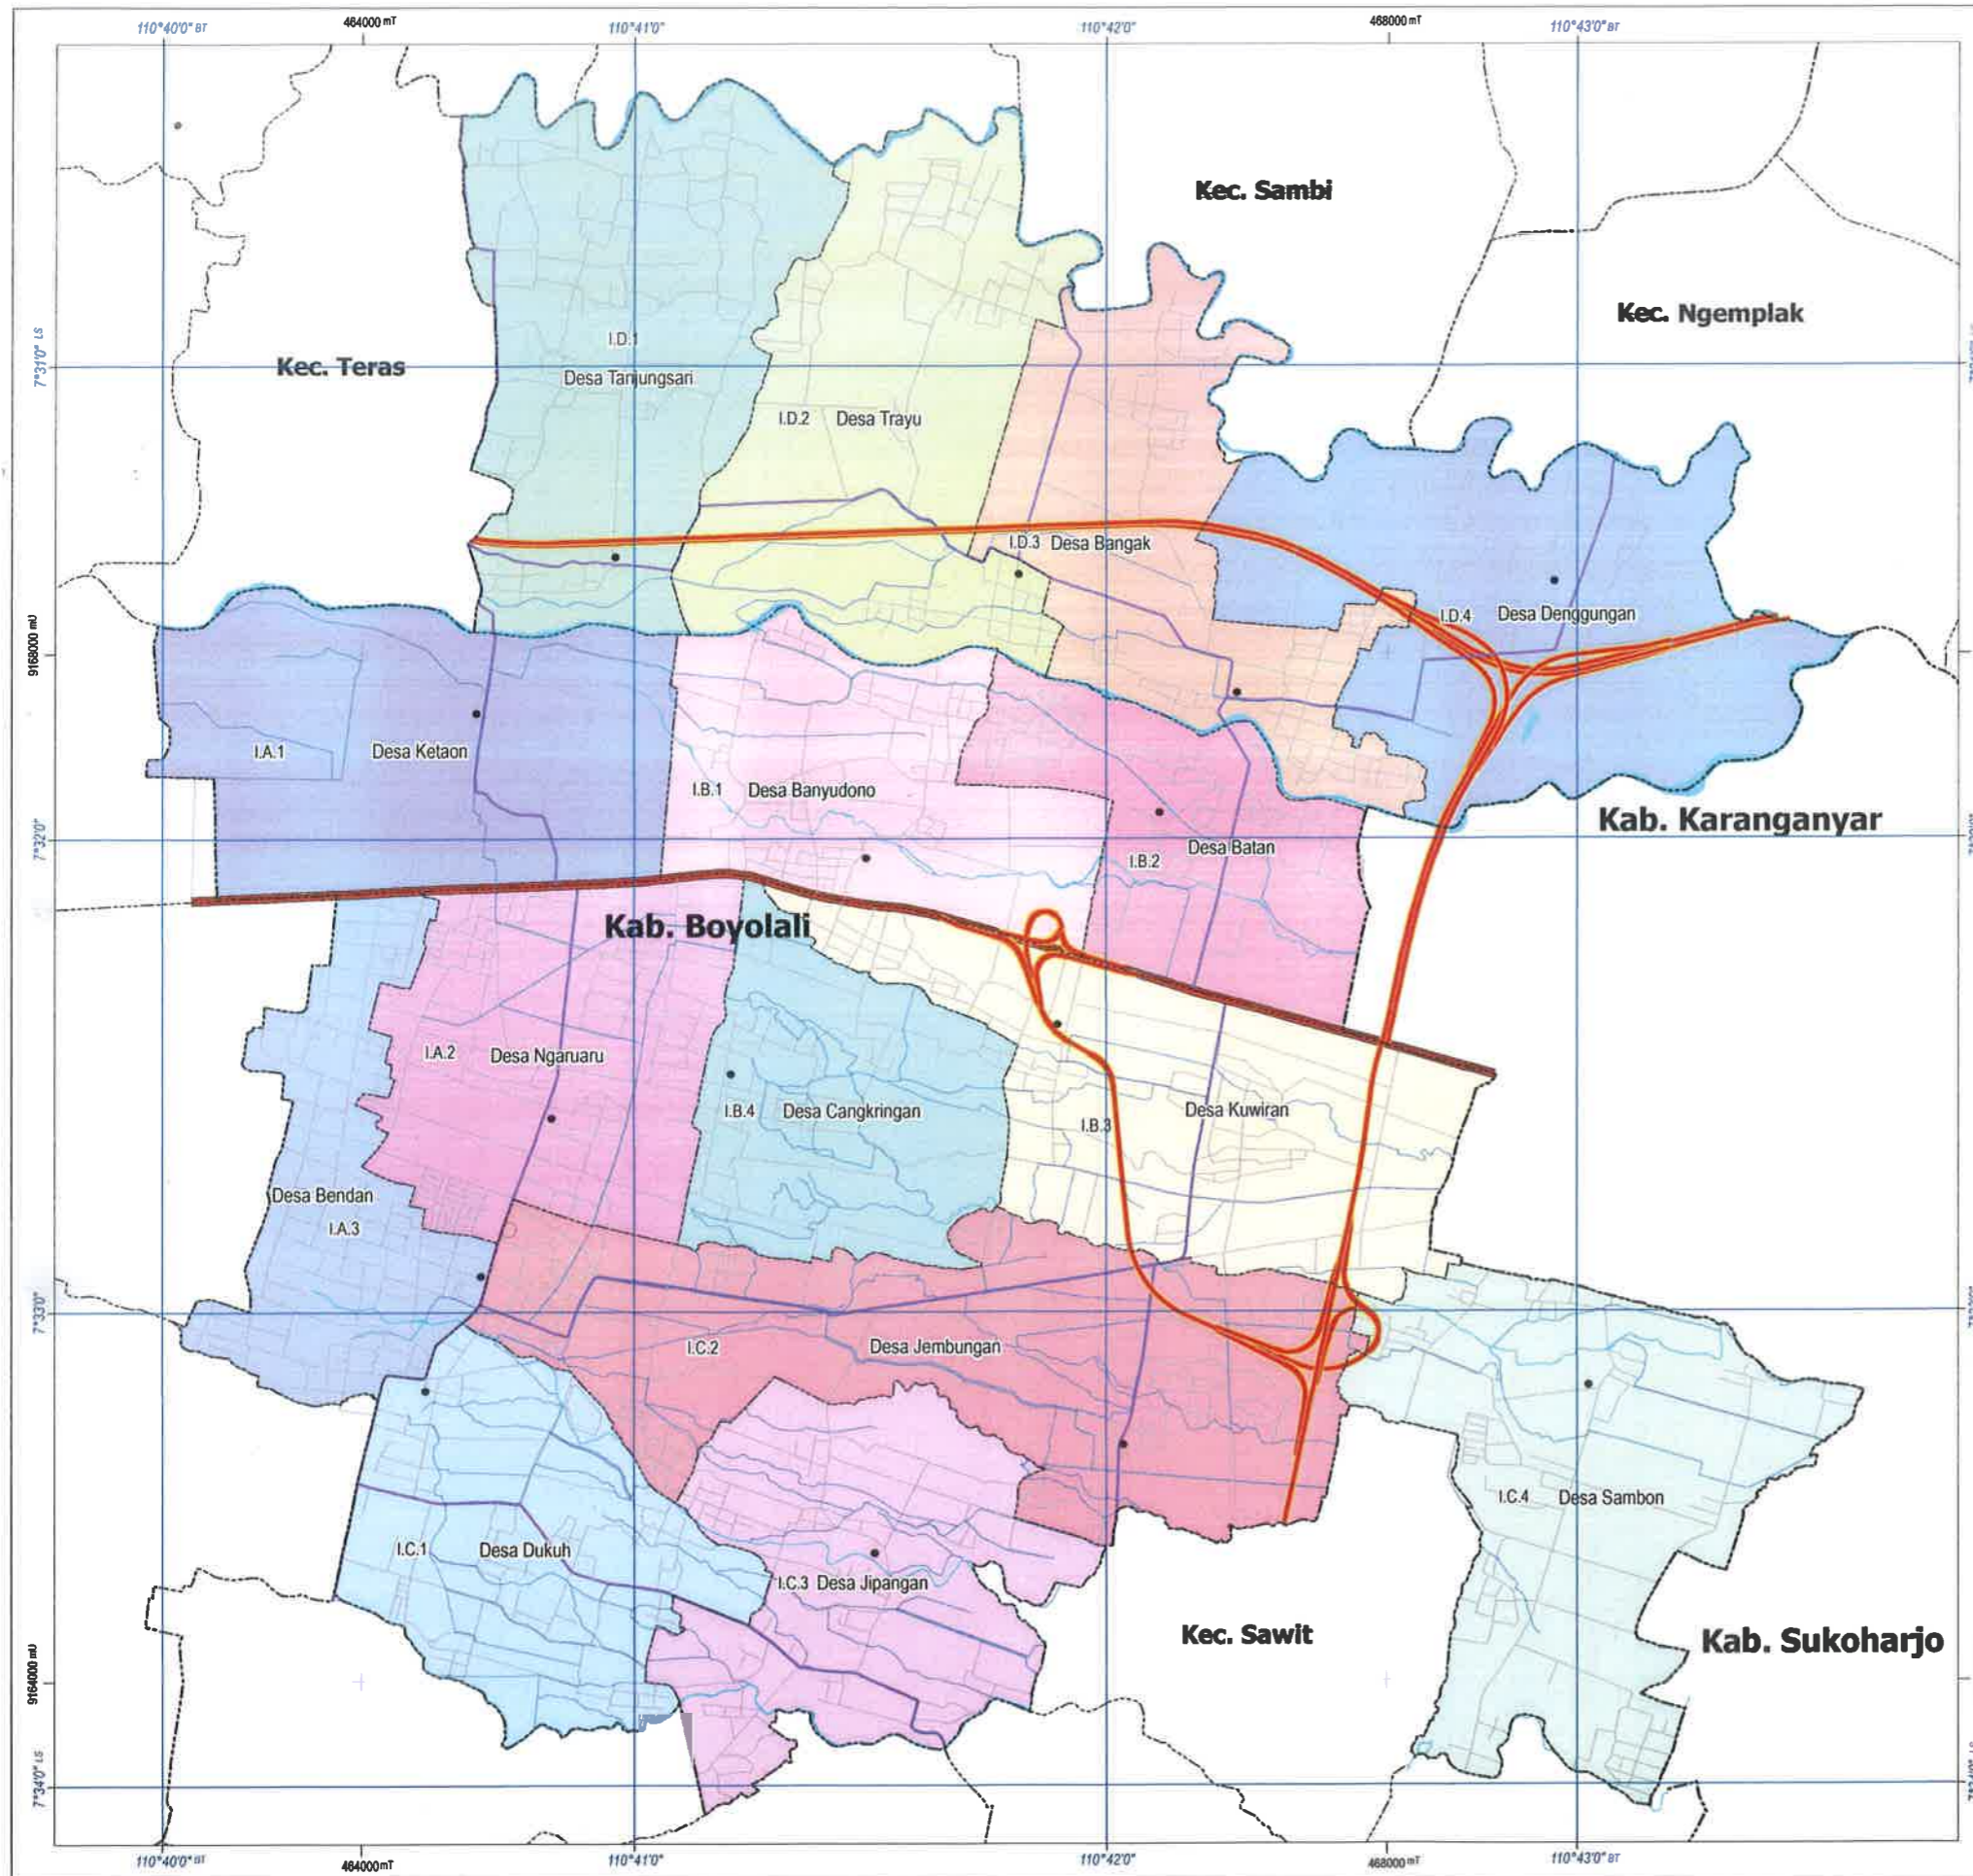 110°40'0" BT
464000 mT
110°41'0"
110°42'0"
468000 mT
110°43'0" BT
Kec. Sambi
Kec. Ngemplak
7°31'0" LS
I.D.1
Kec. Teras
Desa Tanjungsari
I.D.2 Desa Trayu
I.D.3 Desa Bangak
I.D.4 Desa Denggungan
9168000 mU
I.A.1 Desa Ketaon
I.B.1 Desa Banyudono
Kab. Karanganyar
7°32'0"
Desa Batan
I.B.2
Kab. Boyolali
I.A.2 Desa Ngaruaru
I.B.4 Desa Cangkringan
Desa Kuwiran
I.B.3
Desa Bendan
I.A.3
7°33'0"
I.C.2 Desa Jembungan
I.C.4 Desa Sambon
I.C.1 Desa Dukuh
I.C.3 Desa Jipangan
Kec. Sawit
Kab. Sukoharjo
9164000 mU
7°34'0" LS
110°40'0" BT
464000 mT
110°41'0"
110°42'0"
468000 mT
110°43'0" BT